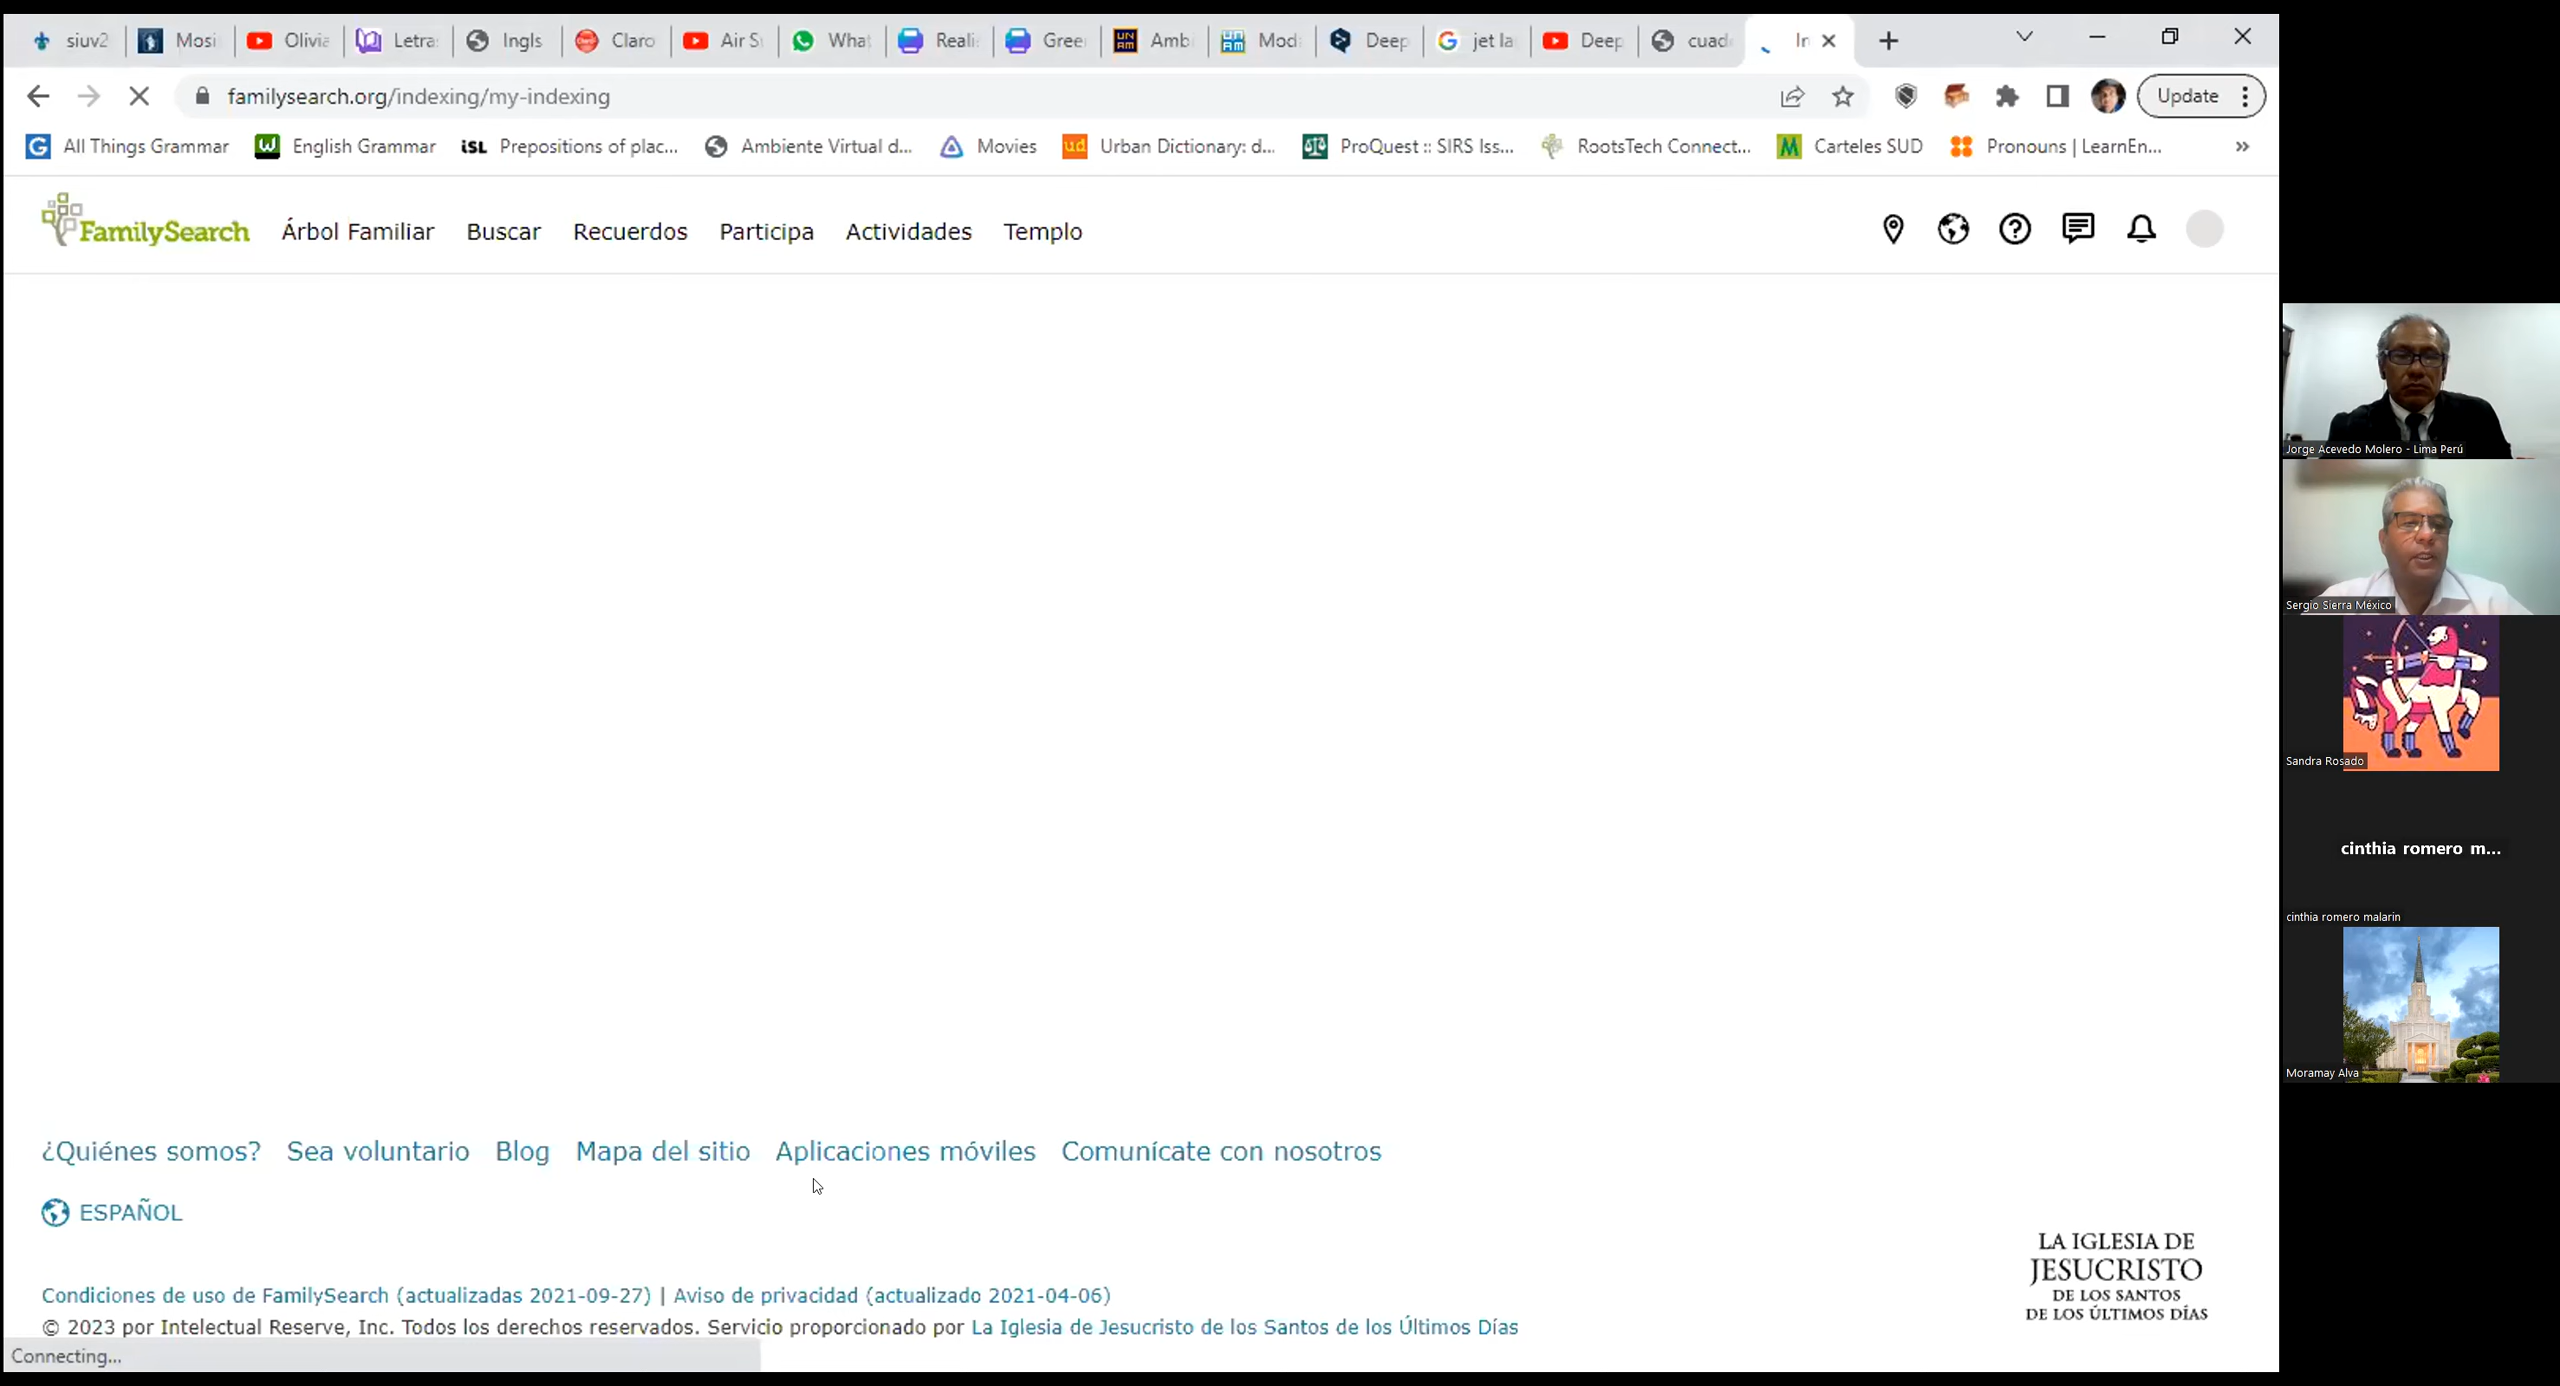 siuv2 Mosi Olivia Letra: Ingls Claro Air S What Reali Gree Amb Mod Deep jet la Deep cuad In
familysearch.org/indexing/my-indexing Update
All Things Grammar English Grammar iSL Prepositions of plac... Ambiente Virtual d... Movies ud Urban Dictionary: d... ProQuest :: SIRS Iss... RootsTech Connect... Carteles SUD Pronouns | LearnEn... »
FamilySearch Árbol Familiar Buscar Recuerdos Participa Actividades Templo
Jorge Acevedo Molero - Lima Perú
Sergio Sierra México
Sandra Rosado
cinthia romero m...
cinthia romero malarin
Moramay Alva
¿Quiénes somos? Sea voluntario Blog Mapa del sitio Aplicaciones móviles Comunícate con nosotros
ESPAÑOL
LA IGLESIA DE
JESUCRISTO
DE LOS SANTOS
DE LOS ÚLTIMOS DÍAS
Condiciones de uso de FamilySearch (actualizadas 2021-09-27) | Aviso de privacidad (actualizado 2021-04-06)
© 2023 por Intelectual Reserve, Inc. Todos los derechos reservados. Servicio proporcionado por La Iglesia de Jesucristo de los Santos de los Últimos Días
Connecting...